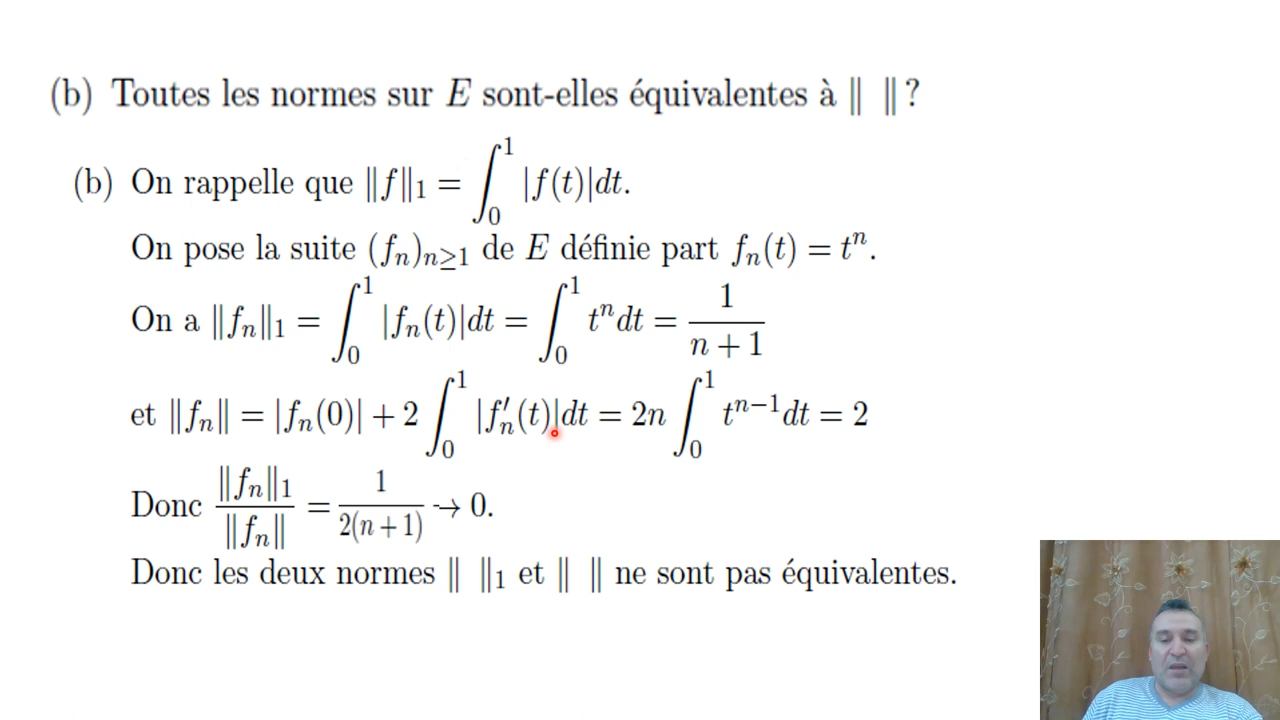 (b) Toutes les normes sur E sont-elles équivalentes à ‖ ‖ ?
(b) On rappelle que ‖f‖₁ = ∫₀¹ |f(t)|dt.
On pose la suite (fₙ)ₙ≥₁ de E définie part fₙ(t) = tⁿ.
On a ‖fₙ‖₁ = ∫₀¹ |fₙ(t)|dt = ∫₀¹ tⁿdt = 1/(n + 1)
et ‖fₙ‖ = |fₙ(0)| + 2 ∫₀¹ |fₙ′(t)|dt = 2n ∫₀¹ tⁿ⁻¹dt = 2
Donc ‖fₙ‖₁/‖fₙ‖ = 1/(2(n + 1)) → 0.
Donc les deux normes ‖ ‖₁ et ‖ ‖ ne sont pas équivalentes.